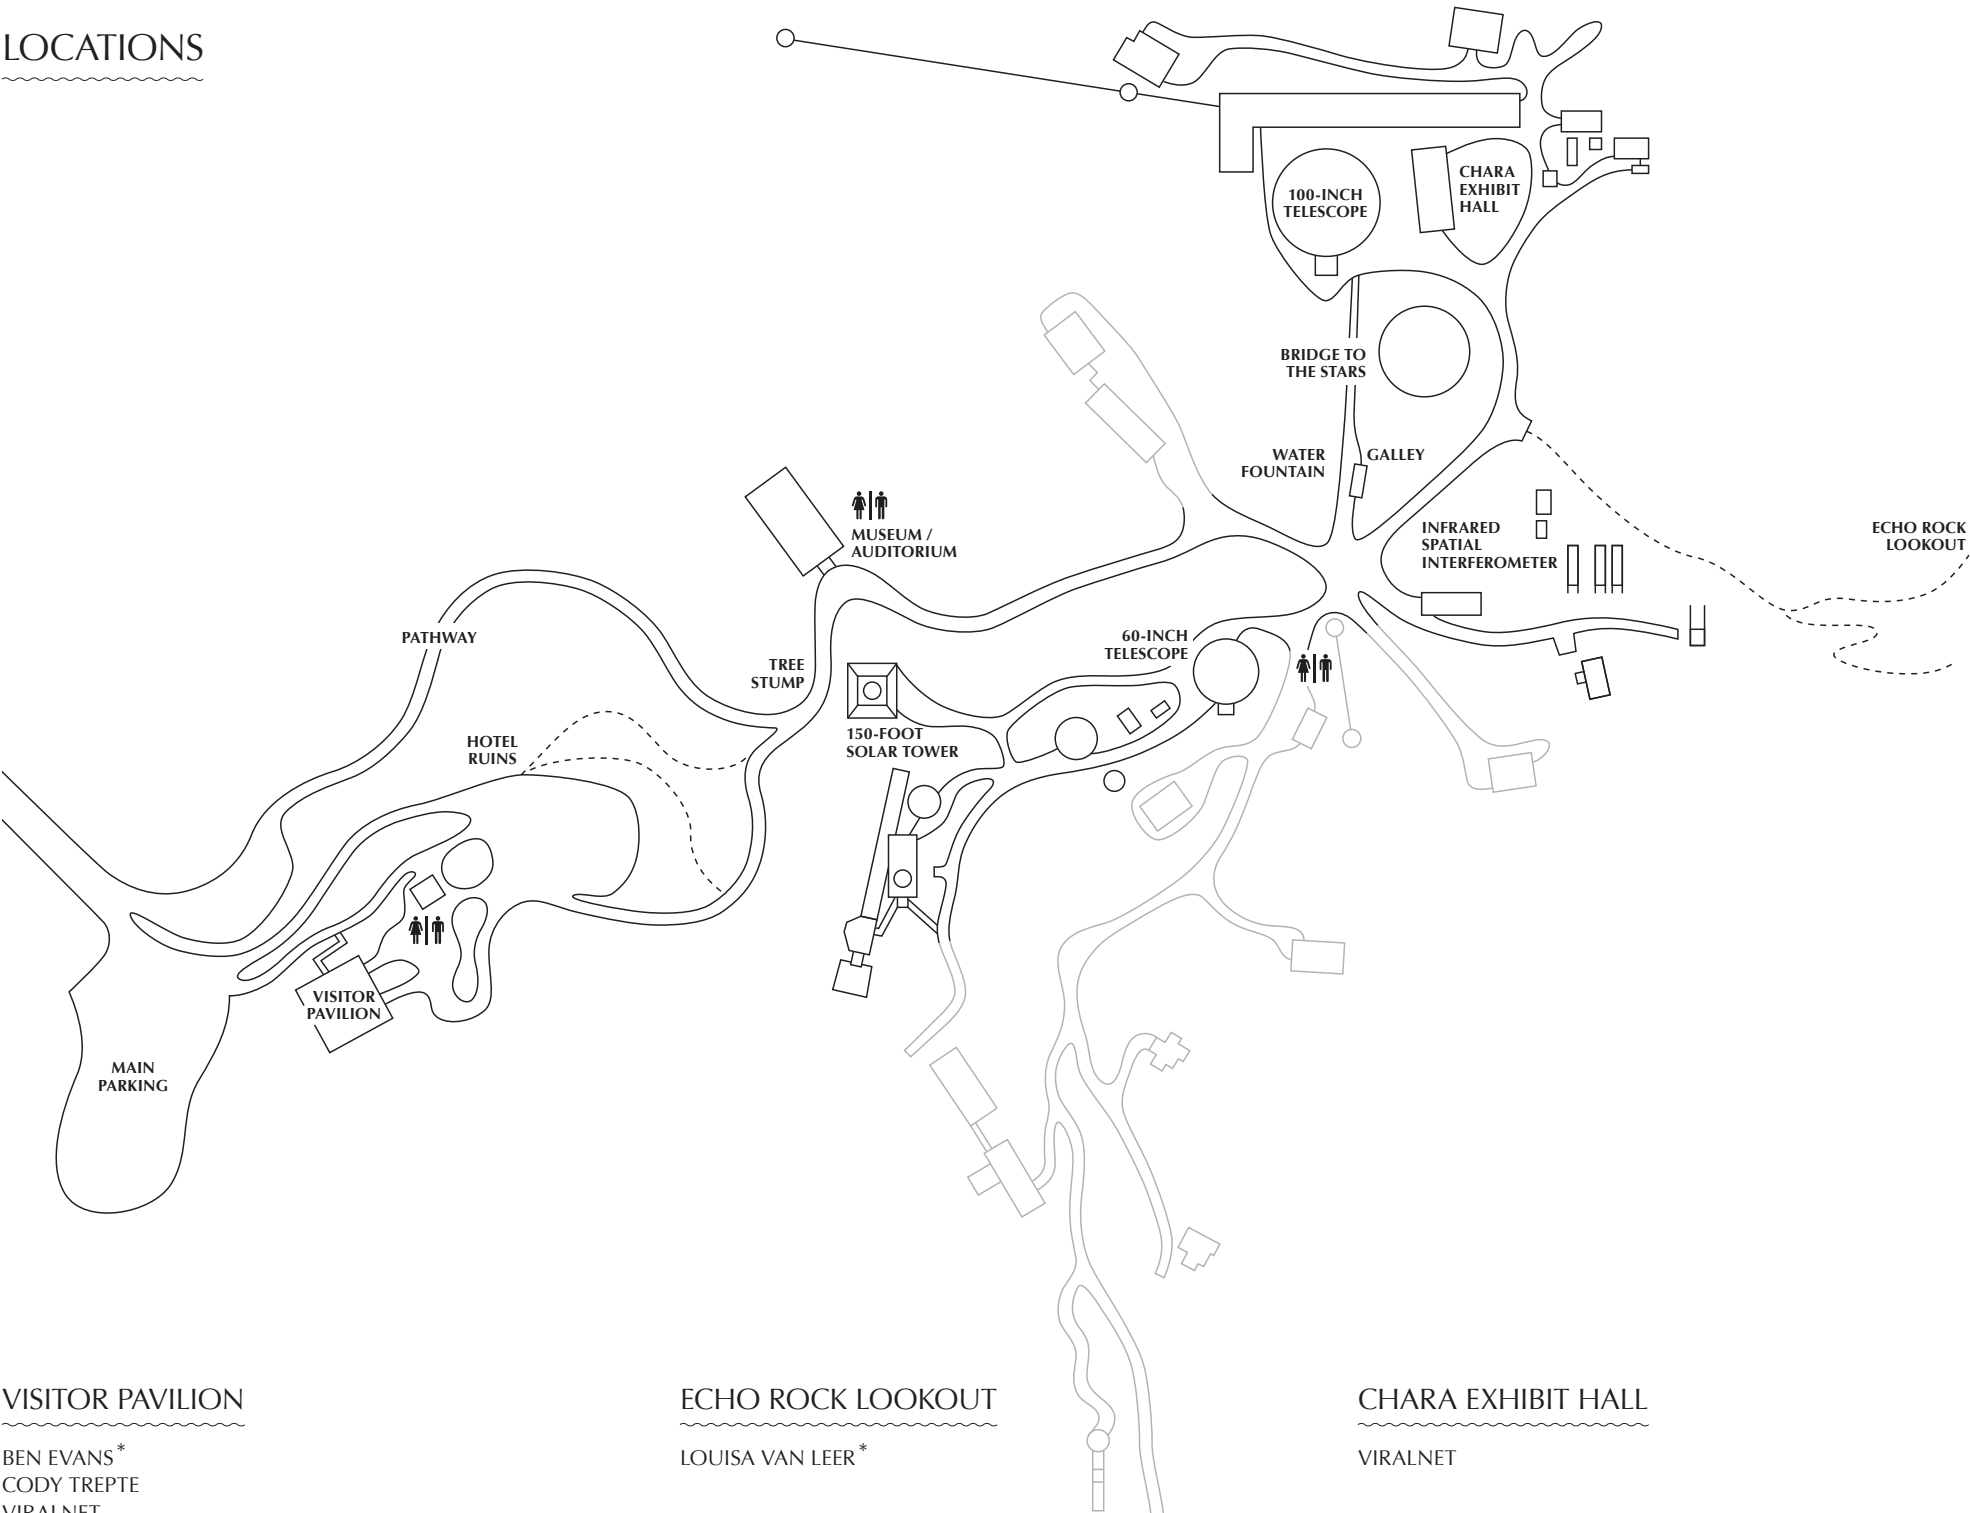 LOCATIONS
100-INCH
TELESCOPE
CHARA
EXHIBIT
HALL
BRIDGE TO
THE STARS
WATER
FOUNTAIN
GALLEY
MUSEUM /
AUDITORIUM
INFRARED
SPATIAL
INTERFEROMETER
ECHO ROCK
LOOKOUT
PATHWAY
TREE
STUMP
60-INCH
TELESCOPE
HOTEL
RUINS
150-FOOT
SOLAR TOWER
VISITOR
PAVILION
MAIN
PARKING
VISITOR PAVILION
BEN EVANS*
CODY TREPTE
VIRALNET
ECHO ROCK LOOKOUT
LOUISA VAN LEER*
CHARA EXHIBIT HALL
VIRALNET